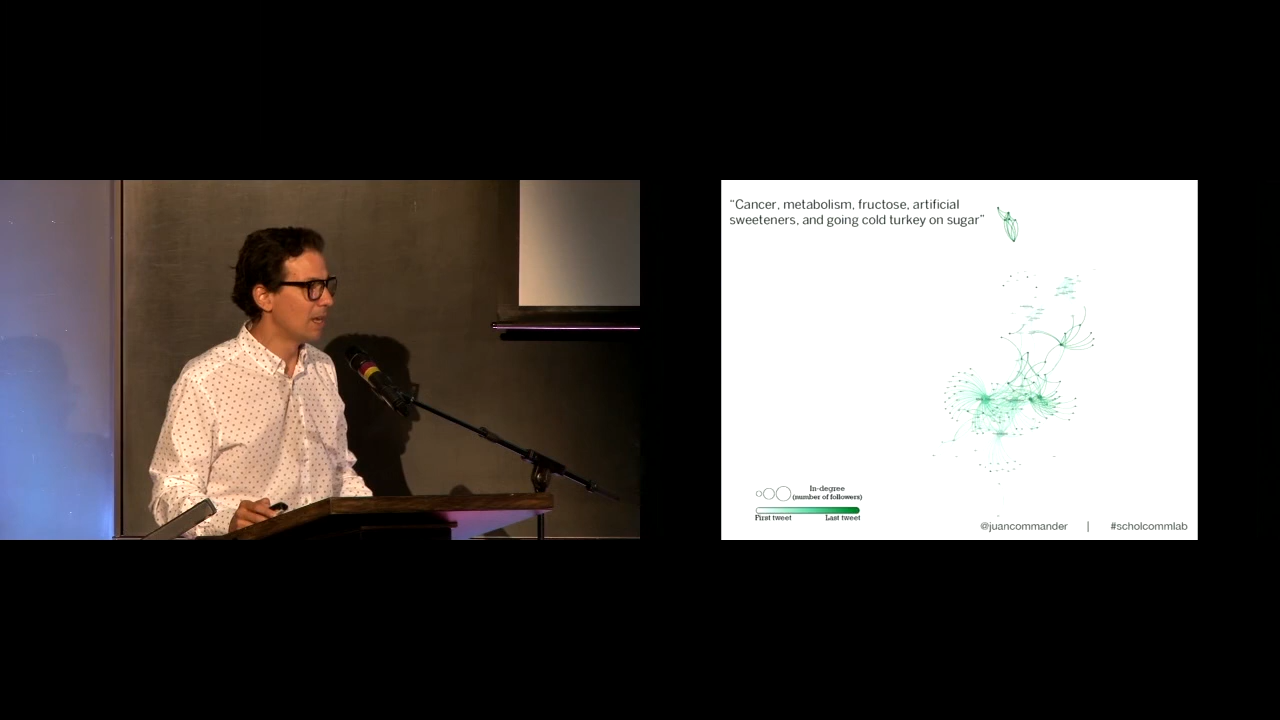 “Cancer, metabolism, fructose, artificial
sweeteners, and going cold turkey on sugar”
In-degree
(number of followers)
First tweet Last tweet
@juancommander | #scholcommlab